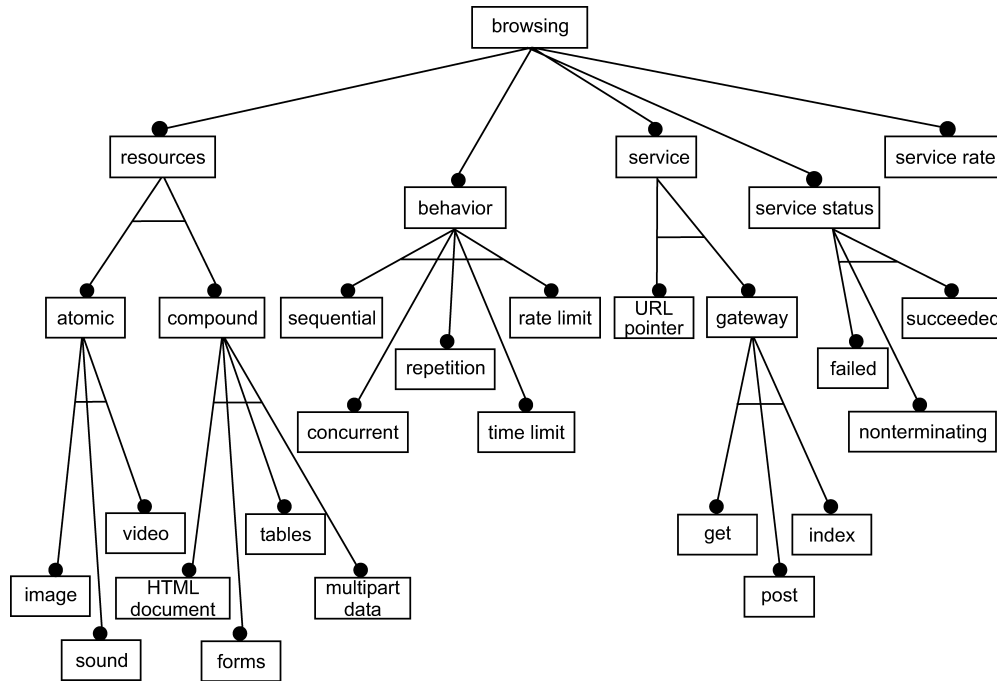 browsing
resources
service
service rate
behavior
service status
atomic
compound
sequential
rate limit
URL
pointer
gateway
succeeded
repetition
failed
concurrent
time limit
nonterminating
video
tables
get
index
image
HTML
document
multipart
data
post
sound
forms